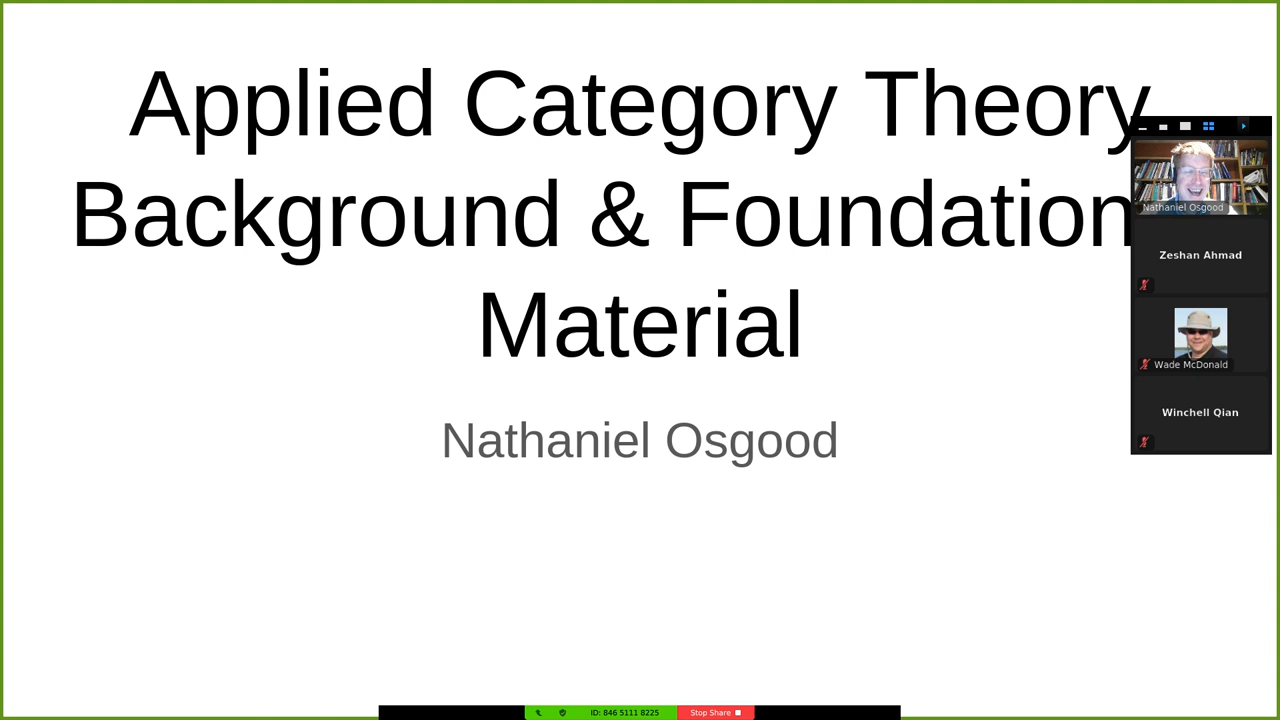 Applied Category Theory
Background & Foundation
Material
Nathaniel Osgood
Nathaniel Osgood
Zeshan Ahmad
Wade McDonald
Winchell Qian
ID: 846 5111 8225
Stop Share